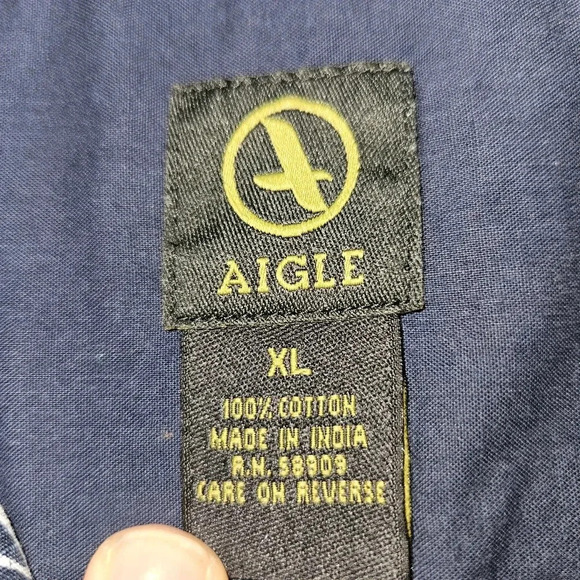 AIGLE
XL
100% COTTON
MADE IN INDIA
R.N. 58909
CARE ON REVERSE